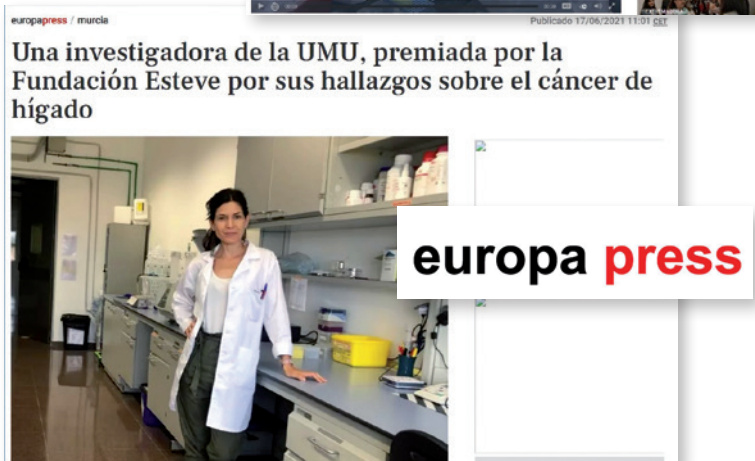 europapress / murcia
Publicado 17/06/2021 11:01 CET
Una investigadora de la UMU, premiada por la
Fundación Esteve por sus hallazgos sobre el cáncer de
hígado
europa press